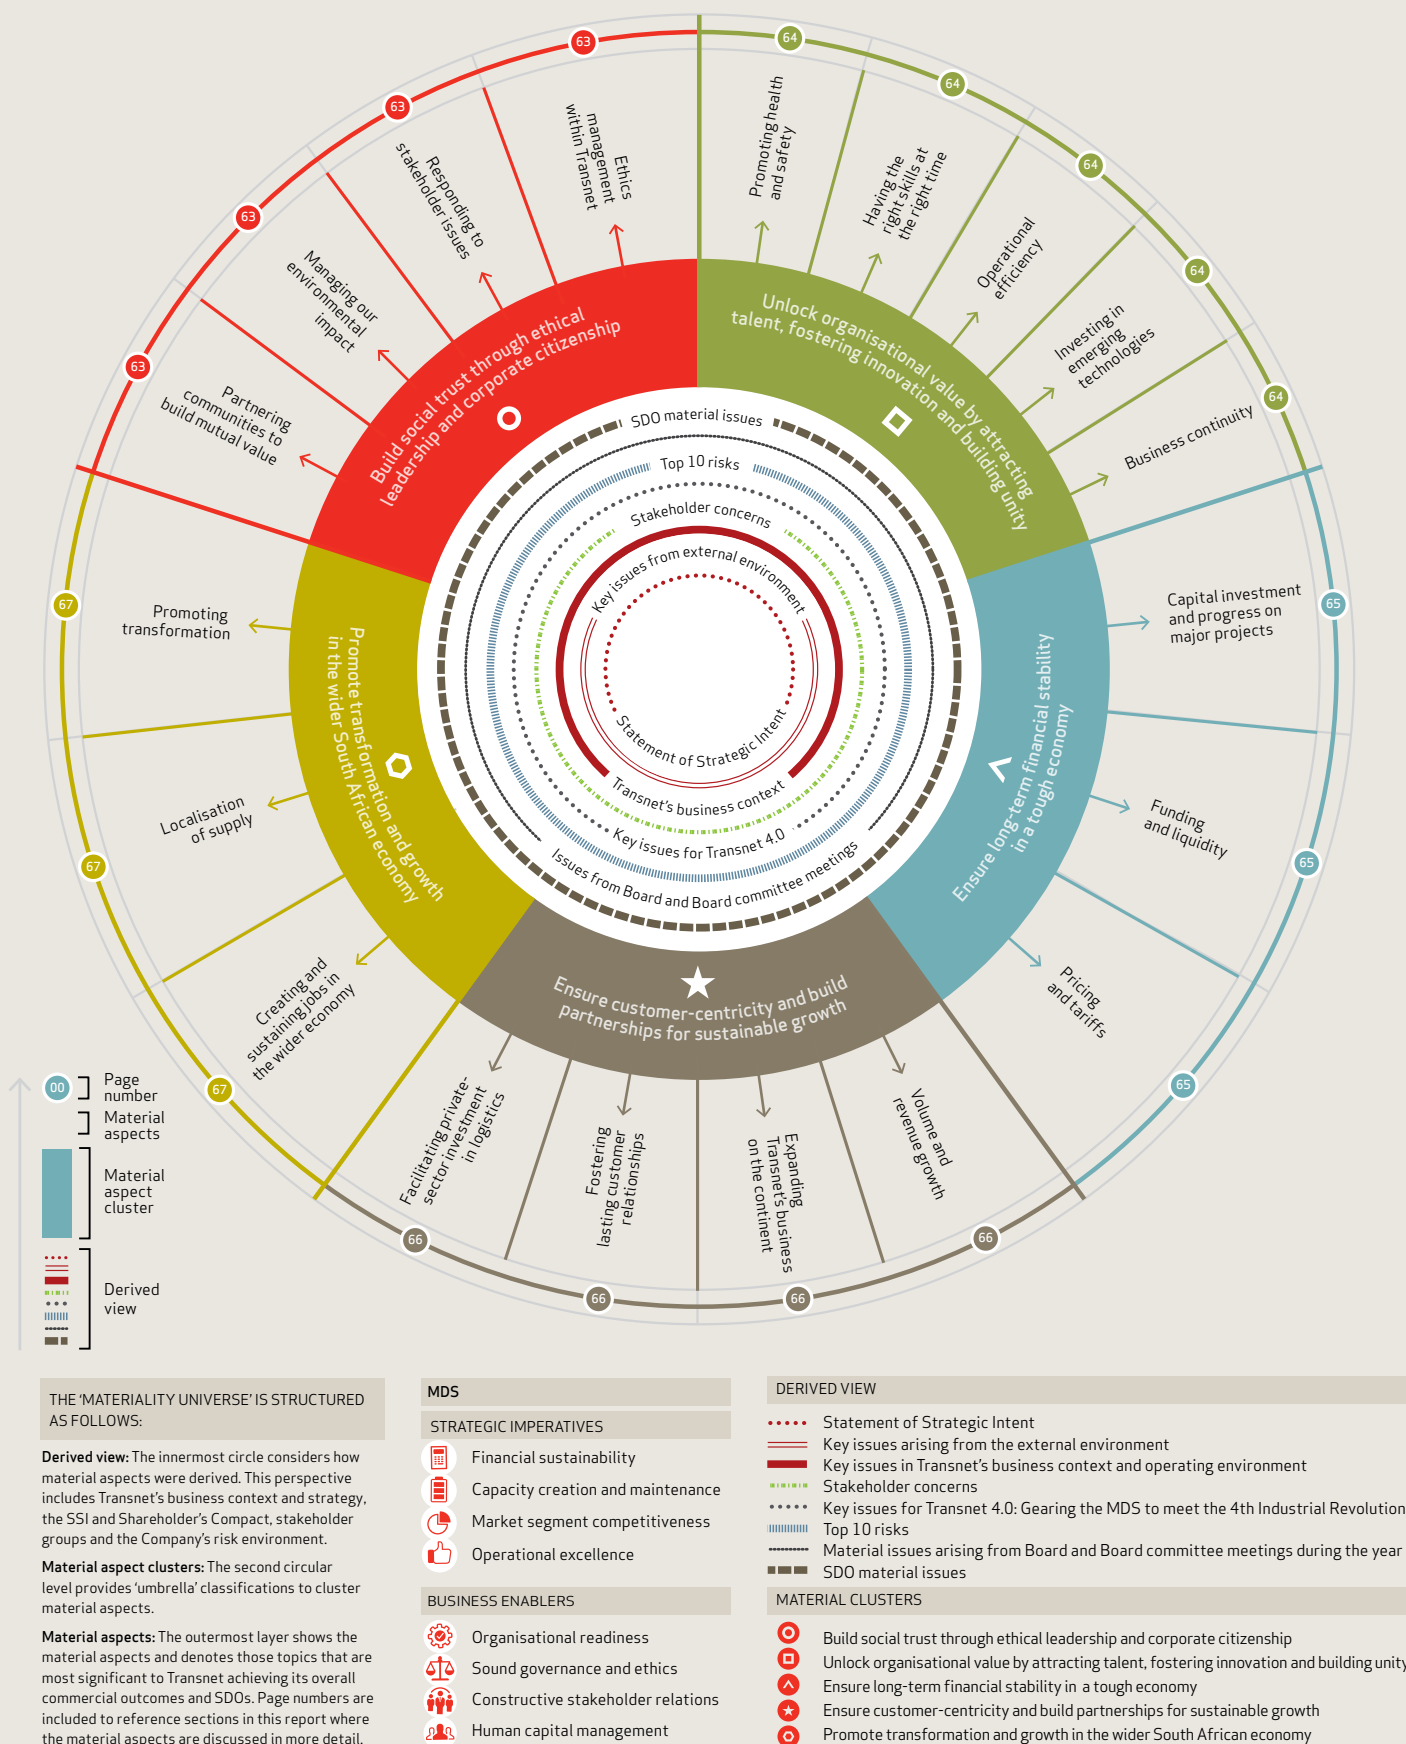 63
Ethics
management
within Transnet
63
Responding to
stakeholder issues
63
Managing our
environmental
impact
63
Partnering
communities to
build mutual value
Build social trust through ethical
leadership and corporate citizenship
64
Promoting health
and safety
64
Having the
right skills at
the right time
64
Operational
efficiency
64
Investing in
emerging
technologies
64
Business continuity
Unlock organisational value by attracting
talent, fostering innovation and building unity
65
Capital investment
and progress on
major projects
65
Funding
and liquidity
65
Pricing
and tariffs
Ensure long-term financial stability
in a tough economy
66
Volume and
revenue growth
66
Expanding
Transnet's business
on the continent
66
Fostering
lasting customer
relationships
66
Facilitating private-
sector investment
in logistics
Ensure customer-centricity and build
partnerships for sustainable growth
67
Creating and
sustaining jobs in
the wider economy
67
Localisation
of supply
67
Promoting
transformation
Promote transformation and growth
in the wider South African economy
SDO material issues
Top 10 risks
Stakeholder concerns
Key issues from external environment
Statement of Strategic Intent
Transnet's business context
Key issues for Transnet 4.0
Issues from Board and Board committee meetings
00
Page
number
Material
aspects
Material
aspect
cluster
Derived
view
THE 'MATERIALITY UNIVERSE' IS STRUCTURED
AS FOLLOWS:
Derived view: The innermost circle considers how
material aspects were derived. This perspective
includes Transnet's business context and strategy,
the SSI and Shareholder's Compact, stakeholder
groups and the Company's risk environment.
Material aspect clusters: The second circular
level provides 'umbrella' classifications to cluster
material aspects.
Material aspects: The outermost layer shows the
material aspects and denotes those topics that are
most significant to Transnet achieving its overall
commercial outcomes and SDOs. Page numbers are
included to reference sections in this report where
the material aspects are discussed in more detail.
MDS
STRATEGIC IMPERATIVES
Financial sustainability
Capacity creation and maintenance
Market segment competitiveness
Operational excellence
BUSINESS ENABLERS
Organisational readiness
Sound governance and ethics
Constructive stakeholder relations
Human capital management
DERIVED VIEW
Statement of Strategic Intent
Key issues arising from the external environment
Key issues in Transnet's business context and operating environment
Stakeholder concerns
Key issues for Transnet 4.0: Gearing the MDS to meet the 4th Industrial Revolution
Top 10 risks
Material issues arising from Board and Board committee meetings during the year
SDO material issues
MATERIAL CLUSTERS
Build social trust through ethical leadership and corporate citizenship
Unlock organisational value by attracting talent, fostering innovation and building unity
Ensure long-term financial stability in a tough economy
Ensure customer-centricity and build partnerships for sustainable growth
Promote transformation and growth in the wider South African economy